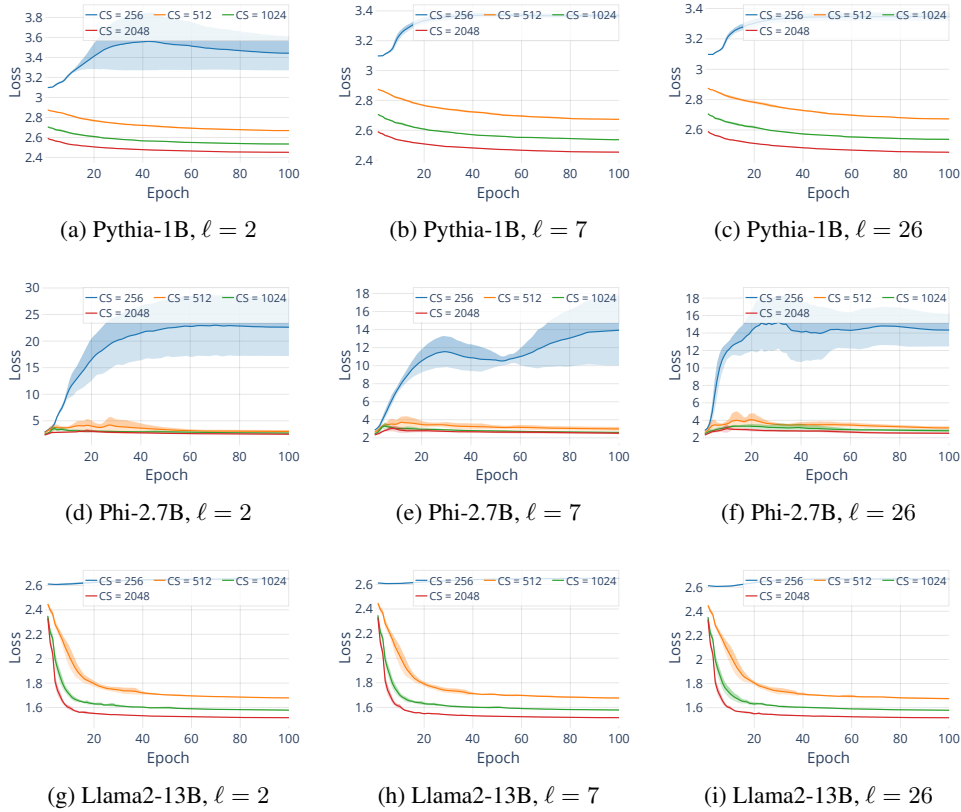 3.8
3.6
3.4
3.2
3
2.8
2.6
2.4
Loss
CS = 256 CS = 512 CS = 1024
CS = 2048
20 40 60 80 100
Epoch
(a) Pythia-1B, ℓ = 2
3.4
3.2
3
2.8
2.6
2.4
Loss
CS = 256 CS = 512 CS = 1024
CS = 2048
20 40 60 80 100
Epoch
(b) Pythia-1B, ℓ = 7
3.4
3.2
3
2.8
2.6
Loss
CS = 256 CS = 512 CS = 1024
CS = 2048
20 40 60 80 100
Epoch
(c) Pythia-1B, ℓ = 26
30
25
20
15
10
5
2
Loss
CS = 256 CS = 512 CS = 1024
CS = 2048
20 40 60 80 100
Epoch
(d) Phi-2.7B, ℓ = 2
18
16
14
12
10
8
6
4
2
Loss
CS = 256 CS = 512 CS = 1024
CS = 2048
20 40 60 80 100
Epoch
(e) Phi-2.7B, ℓ = 7
18
16
14
12
10
8
6
4
2
Loss
CS = 256 CS = 512 CS = 1024
CS = 2048
20 40 60 80 100
Epoch
(f) Phi-2.7B, ℓ = 26
2.6
2.4
2.2
2
1.8
1.6
Loss
CS = 256 CS = 512 CS = 1024
CS = 2048
20 40 60 80 100
Epoch
(g) Llama2-13B, ℓ = 2
2.6
2.4
2.2
2
1.8
1.6
Loss
CS = 256 CS = 512 CS = 1024
CS = 2048
20 40 60 80 100
Epoch
(h) Llama2-13B, ℓ = 7
2.6
2.4
2.2
2
1.8
1.6
Loss
CS = 256 CS = 512 CS = 1024
CS = 2048
20 40 60 80 100
Epoch
(i) Llama2-13B, ℓ = 26